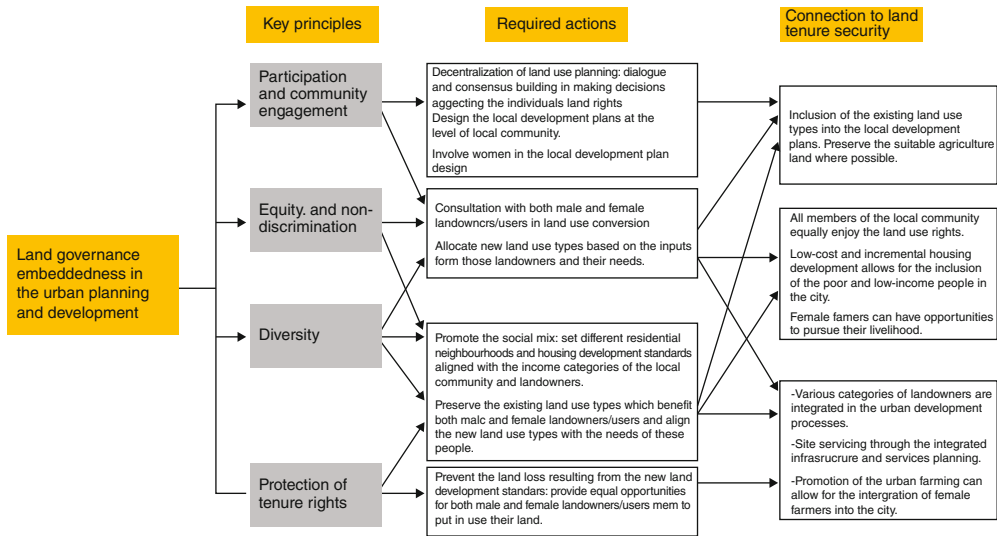 Key principles
Required actions
Connection to land
tenure security
Land governance
embeddedness in
the urban planning
and development
Participation
and community
engagement
Equity. and non-
discrimination
Diversity
Protection of
tenure rights
Decentralization of land use planning: dialogue
and consensus building in making decisions
aggecting the individuals land rights
Design the local development plans at the
level of local community.
Involve women in the local development plan
design
Consultation with both male and female
landowncrs/users in land use conversion
Allocate new land use types based on the inputs
form those landowners and their needs.
Promote the social mix: set different residential
neighbourhoods and housing development standards
aligned with the income categories of the local
community and landowners.
Preserve the existing land use types which benefit
both malc and female landowners/users and align
the new land use types with the needs of these
people.
Prevent the land loss resulting from the new land
development standars: provide equal opportunities
for both male and female landowners/users mem to
put in use their land.
Inclusion of the existing land use
types into the local development
plans. Preserve the suitable agriculture
land where possible.
All members of the local community
equally enjoy the land use rights.
Low-cost and incremental housing
development allows for the inclusion
of the poor and low-income people in
the city.
Female famers can have opportunities
to pursue their livelihood.
-Various categories of landowners are
integrated in the urban development
processes.
-Site servicing through the integrated
infrasrucrure and services planning.
-Promotion of the urban farming can
allow for the intergration of female
farmers into the city.